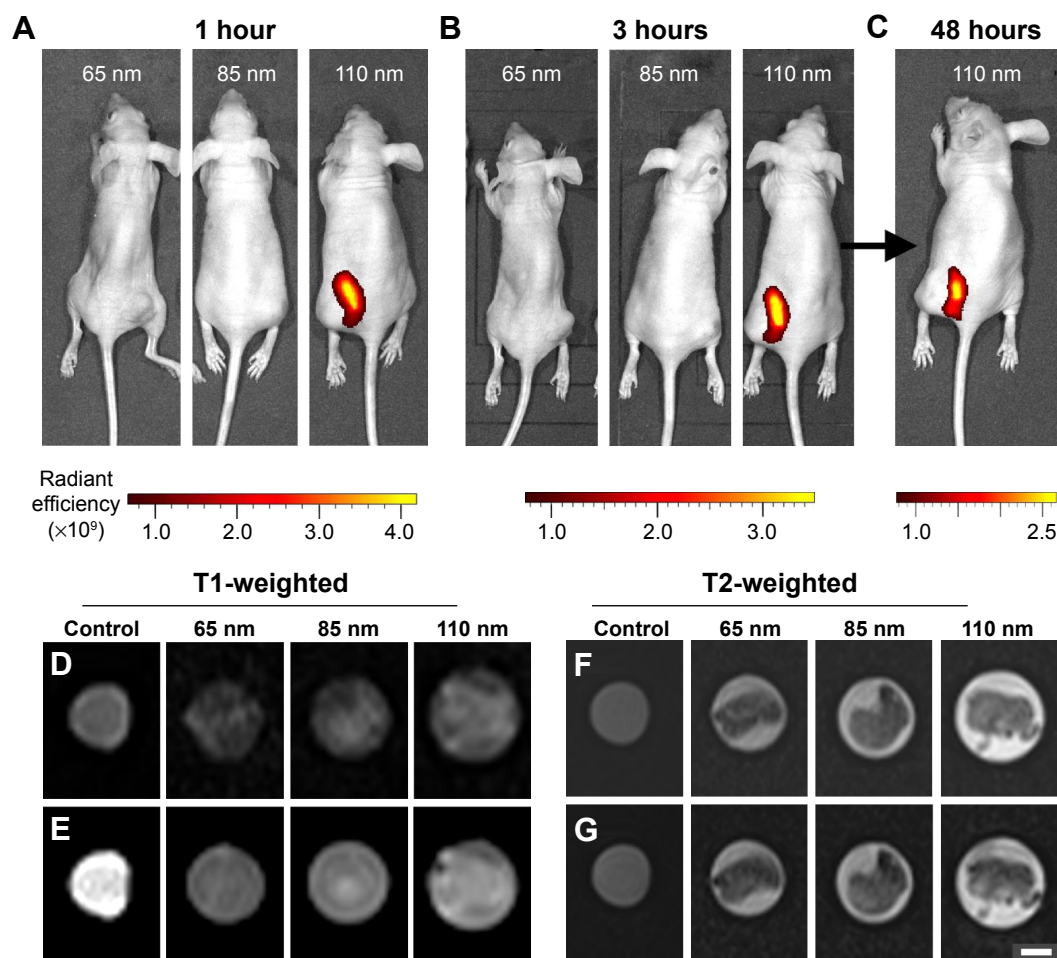 A 1 hour
65 nm 85 nm 110 nm
B 3 hours
65 nm 85 nm 110 nm
C 48 hours
110 nm
Radiant
efficiency
(×10⁹)
1.0 2.0 3.0 4.0
1.0 2.0 3.0
1.0 2.5
T1-weighted
Control 65 nm 85 nm 110 nm
D
E
T2-weighted
Control 65 nm 85 nm 110 nm
F
G